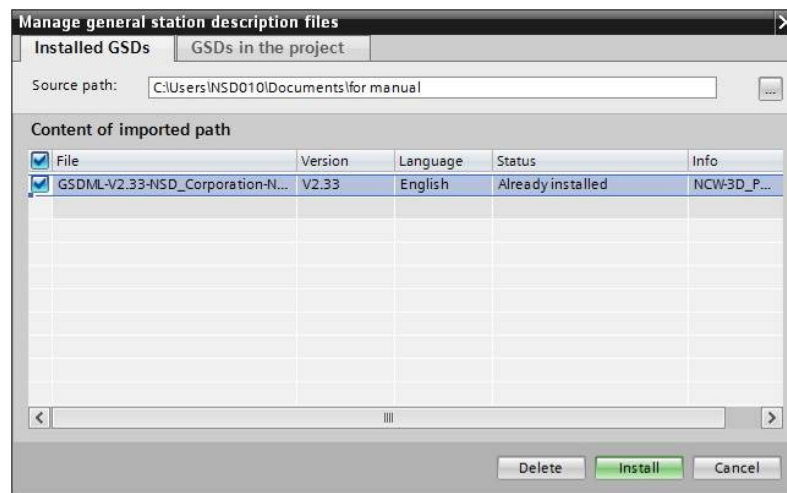 Manage general station description files
Installed GSDs GSDs in the project
Source path: C:\Users\NSD010\Documents\for manual ...
Content of imported path
File Version Language Status Info
GSDML-V2.33-NSD_Corporation-N... V2.33 English Already installed NCW-3D_P...
Delete Install Cancel